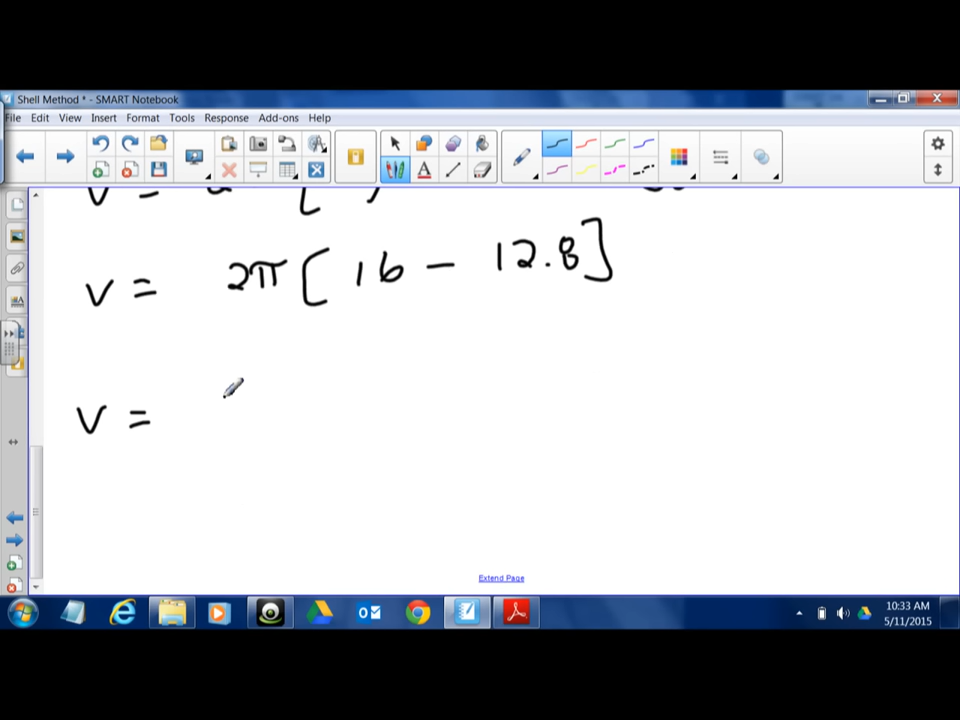 Shell Method * - SMART Notebook
File Edit View Insert Format Tools Response Add-ons Help
V = 2π [ 16 - 12.8 ]
V =
Extend Page
10:33 AM
5/11/2015